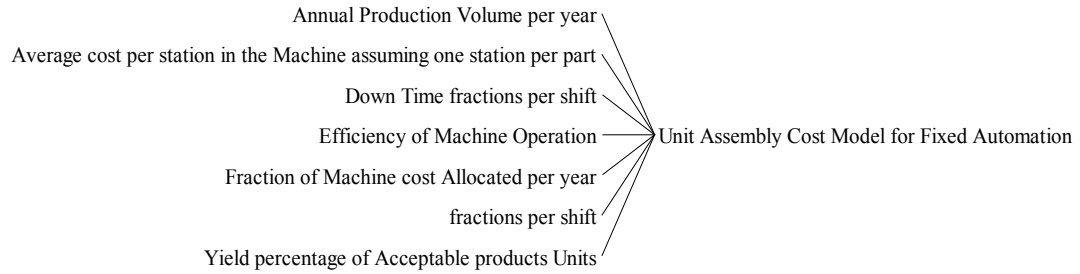 Annual Production Volume per year
Average cost per station in the Machine assuming one station per part
Down Time fractions per shift
Efficiency of Machine Operation
Unit Assembly Cost Model for Fixed Automation
Fraction of Machine cost Allocated per year
fractions per shift
Yield percentage of Acceptable products Units